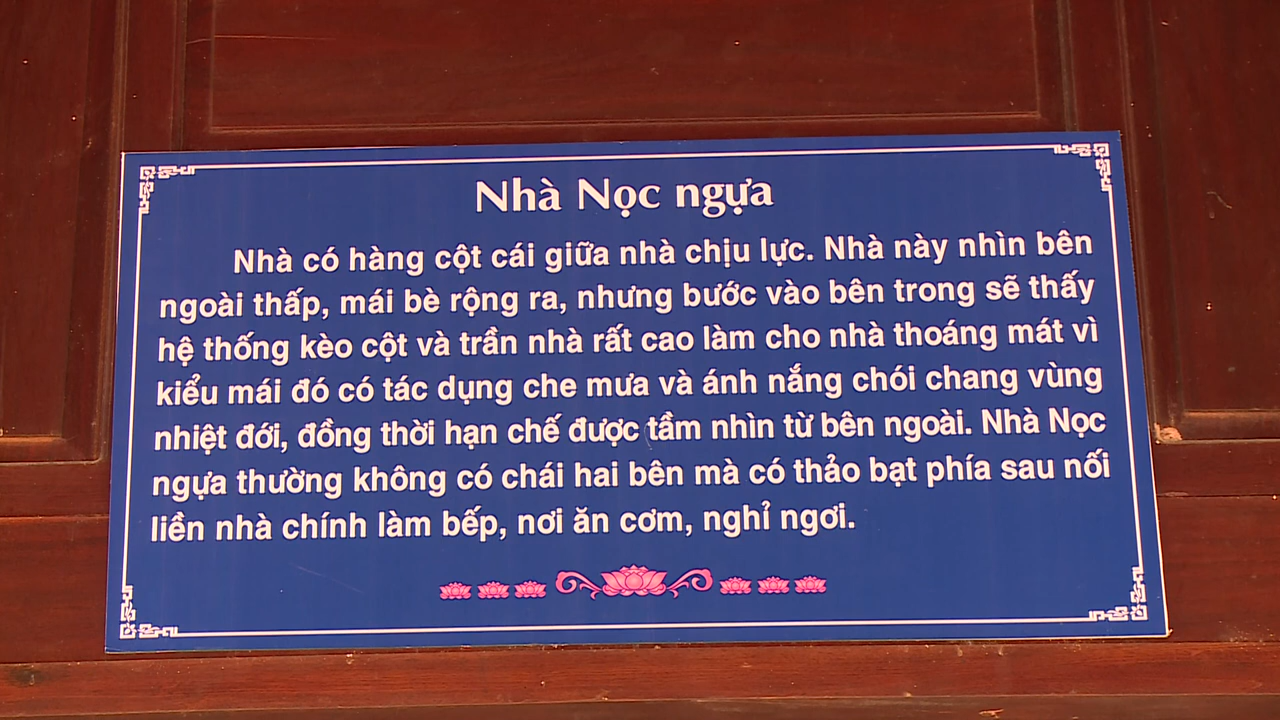 Nhà Nọc ngựa
Nhà có hàng cột cái giữa nhà chịu lực. Nhà này nhìn bên
ngoài thấp, mái bè rộng ra, nhưng bước vào bên trong sẽ thấy
hệ thống kèo cột và trần nhà rất cao làm cho nhà thoáng mát vì
kiểu mái đó có tác dụng che mưa và ánh nắng chói chang vùng
nhiệt đới, đồng thời hạn chế được tầm nhìn từ bên ngoài. Nhà Nọc
ngựa thường không có chái hai bên mà có thảo bạt phía sau nối
liền nhà chính làm bếp, nơi ăn cơm, nghỉ ngơi.